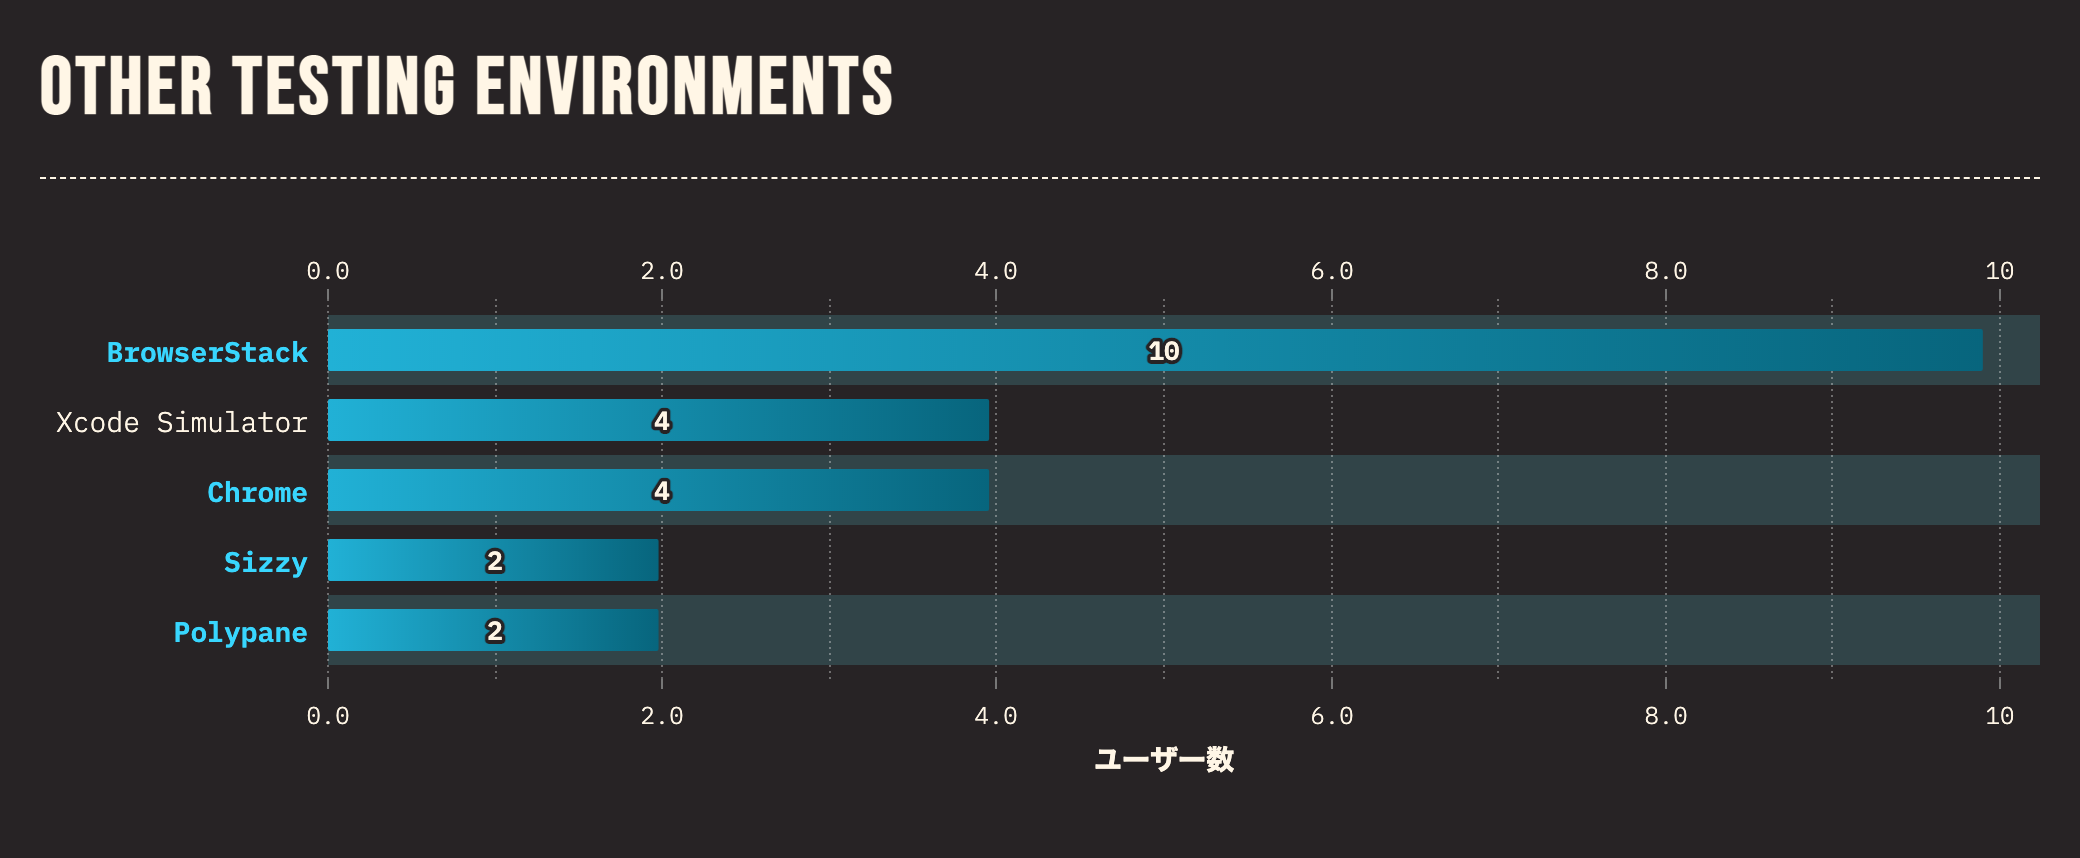 OTHER TESTING ENVIRONMENTS
0.0 2.0 4.0 6.0 8.0 10
BrowserStack 10
Xcode Simulator 4
Chrome 4
Sizzy 2
Polypane 2
0.0 2.0 4.0 6.0 8.0 10
ユーザー数